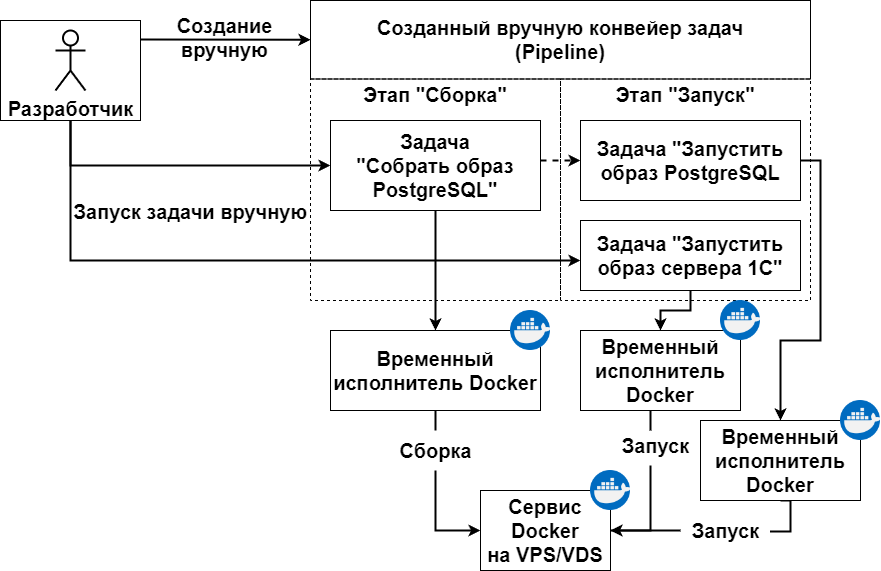 Создание
вручную
Созданный вручную конвейер задач
(Pipeline)
Разработчик
Этап "Сборка"
Этап "Запуск"
Задача
"Собрать образ
PostgreSQL"
Задача "Запустить
образ PostgreSQL
Запуск задачи вручную
Задача "Запустить
образ сервера 1С"
Временный
исполнитель Docker
Временный
исполнитель
Docker
Временный
исполнитель
Docker
Сборка
Запуск
Сервис
Docker
на VPS/VDS
Запуск